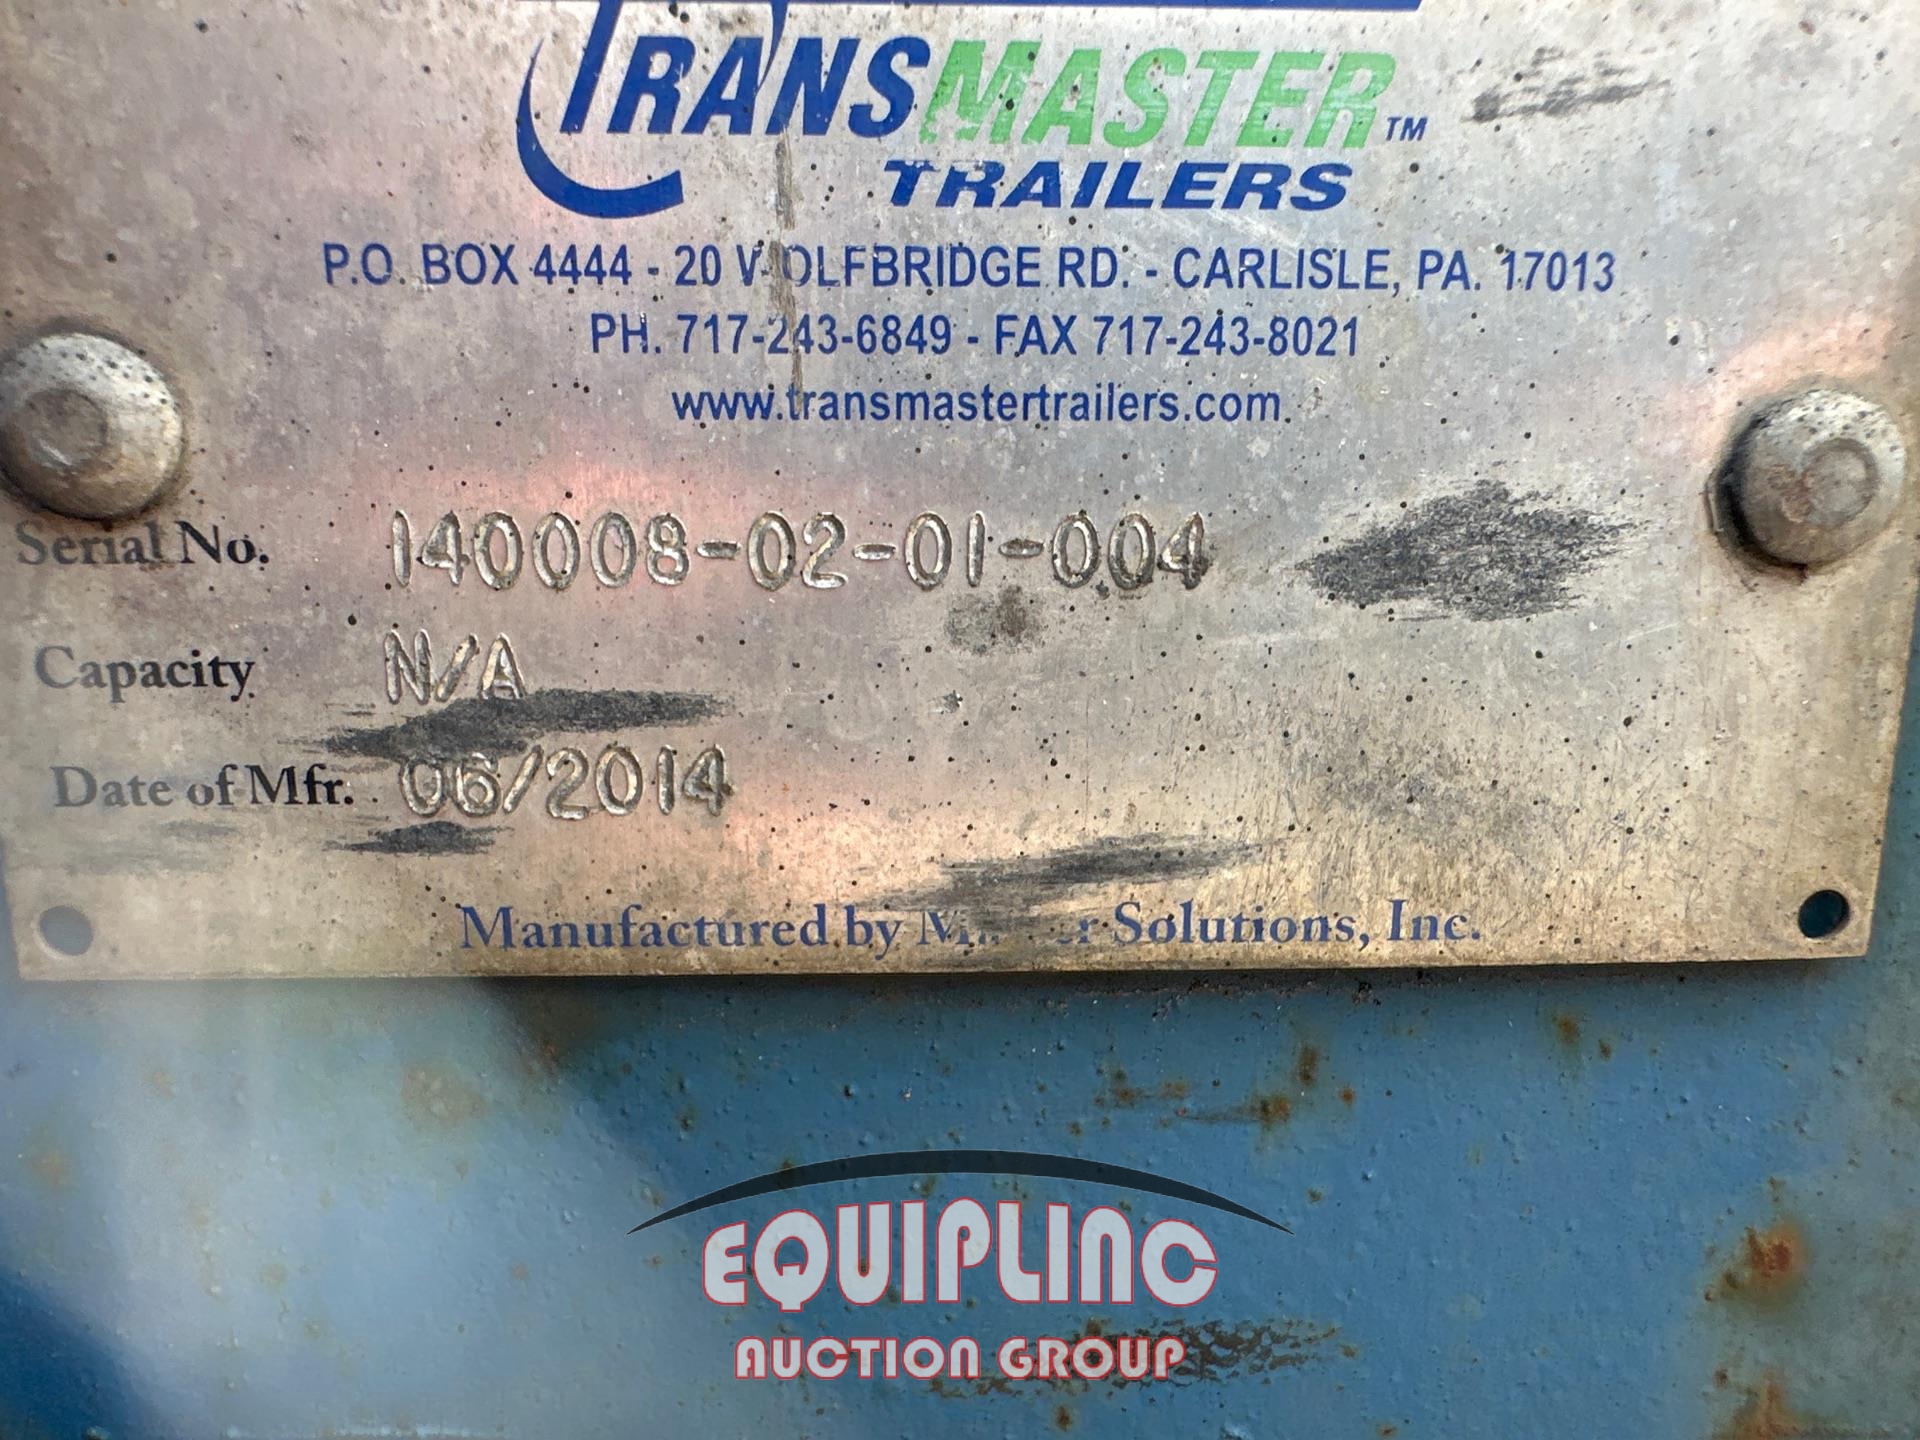 TRANSMASTER™
TRAILERS
P.O. BOX 4444 - 20 WOLFBRIDGE RD. - CARLISLE, PA. 17013
PH. 717-243-6849 - FAX 717-243-8021
www.transmastertrailers.com
Serial No. 140008-02-01-004
Capacity N/A
Date of Mfr. 06/2014
Manufactured by Solutions, Inc.
EQUIPLINC
AUCTION GROUP